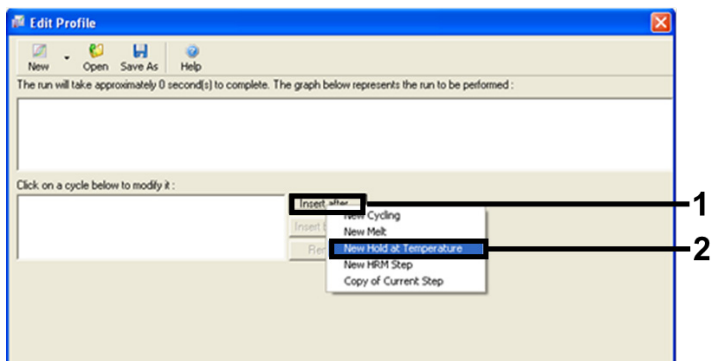 Edit Profile
New Open Save As Help
The run will take approximately 0 second(s) to complete. The graph below represents the run to be performed :
Click on a cycle below to modify it :
Insert after... 1
New Cycling
Insert
New Melt
New Hold at Temperature 2
New HRM Step
Copy of Current Step